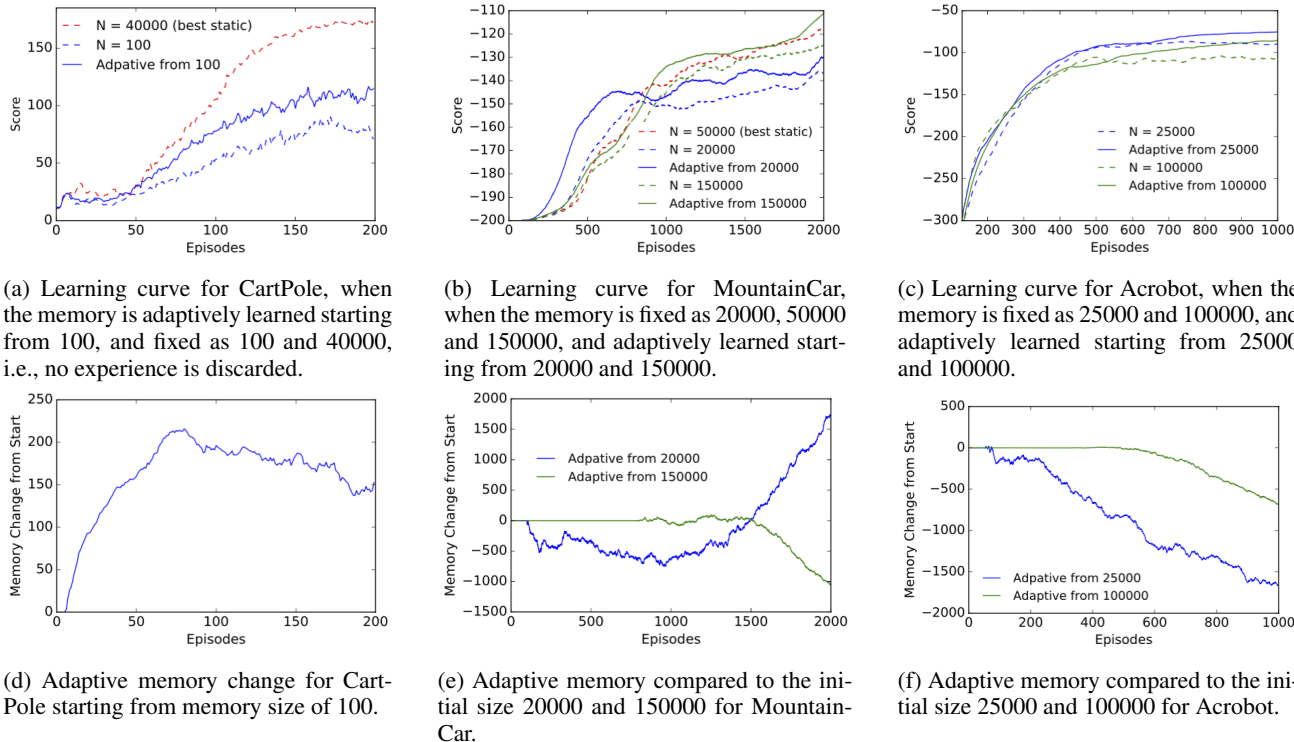 175
150
125
100
75
50
25
0
Score
N = 40000 (best static)
N = 100
Adpative from 100
0 50 100 150 200
Episodes
−110
−120
−130
−140
−150
−160
−170
−180
−190
−200
Score
N = 50000 (best static)
N = 20000
Adaptive from 20000
N = 150000
Adaptive from 150000
0 500 1000 1500 2000
Episodes
0
−50
−100
−150
−200
−250
−300
Score
N = 25000
Adaptive from 25000
N = 100000
Adaptive from 100000
200 300 400 500 600 700 800 900 1000
Episodes
(a) Learning curve for CartPole, when
the memory is adaptively learned starting
from 100, and fixed as 100 and 40000,
i.e., no experience is discarded.
(b) Learning curve for MountainCar,
when the memory is fixed as 20000, 50000
and 150000, and adaptively learned start-
ing from 20000 and 150000.
(c) Learning curve for Acrobot, when the
memory is fixed as 25000 and 100000, and
adaptively learned starting from 25000
and 100000.
250
200
150
100
50
0
Memory Change from Start
0 50 100 150 200
Episodes
2000
1500
1000
500
0
−500
−1000
−1500
Memory Change from Start
Adpative from 20000
Adaptive from 150000
0 500 1000 1500 2000
Episodes
500
0
−500
−1000
−1500
−2000
Memory Change from Start
Adpative from 25000
Adaptive from 100000
0 200 400 600 800 1000
Episodes
(d) Adaptive memory change for Cart-
Pole starting from memory size of 100.
(e) Adaptive memory compared to the ini-
tial size 20000 and 150000 for Mountain-
Car.
(f) Adaptive memory compared to the ini-
tial size 25000 and 100000 for Acrobot.